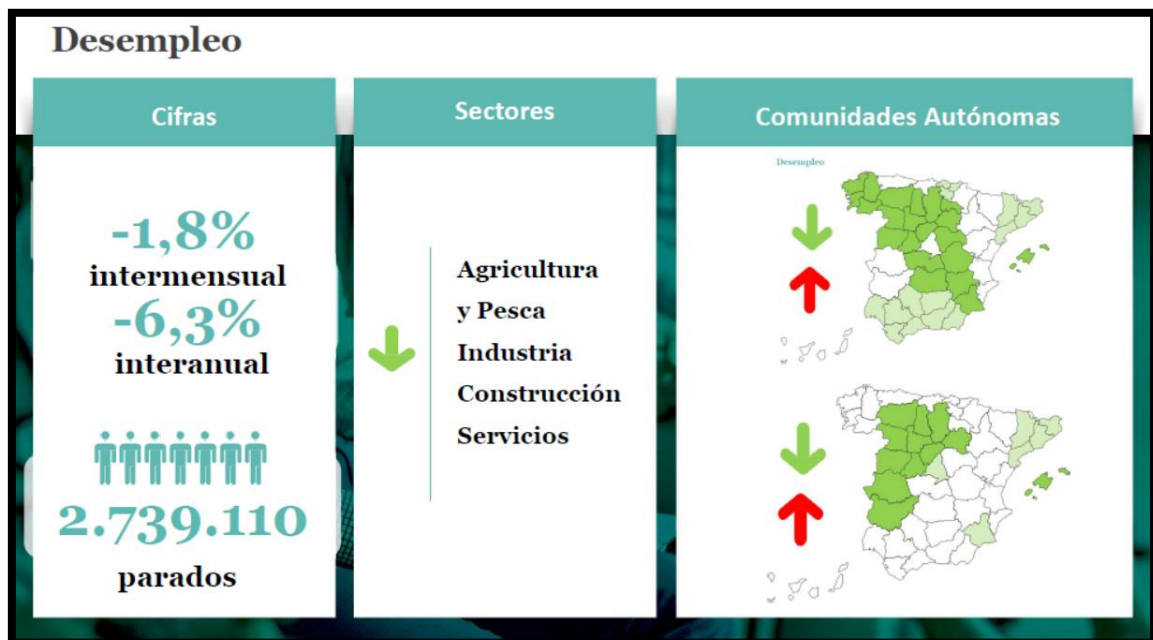 Desempleo
Cifras
-1,8%
intermensual
-6,3%
interanual
2.739.110
parados
Sectores
Agricultura
y Pesca
Industria
Construcción
Servicios
Comunidades Autónomas
Desempleo